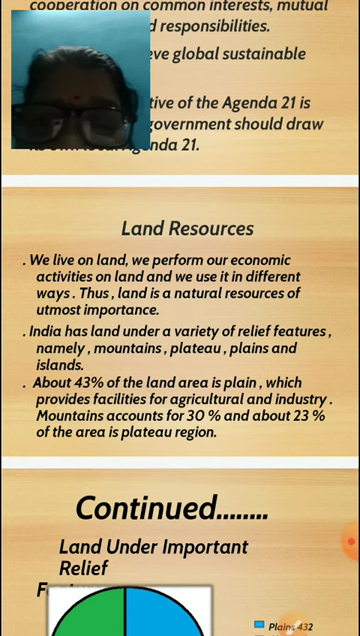 cooperation on common interests, mutual
d responsibilities.
eve global sustainable
tive of the Agenda 21 is
government should draw
nda 21.
Land Resources
. We live on land, we perform our economic
activities on land and we use it in different
ways . Thus , land is a natural resources of
utmost importance.
. India has land under a variety of relief features ,
namely , mountains , plateau , plains and
islands.
. About 43% of the land area is plain , which
provides facilities for agricultural and industry .
Mountains accounts for 30 % and about 23 %
of the area is plateau region.
Continued........
Land Under Important
Relief
F
Plains 432